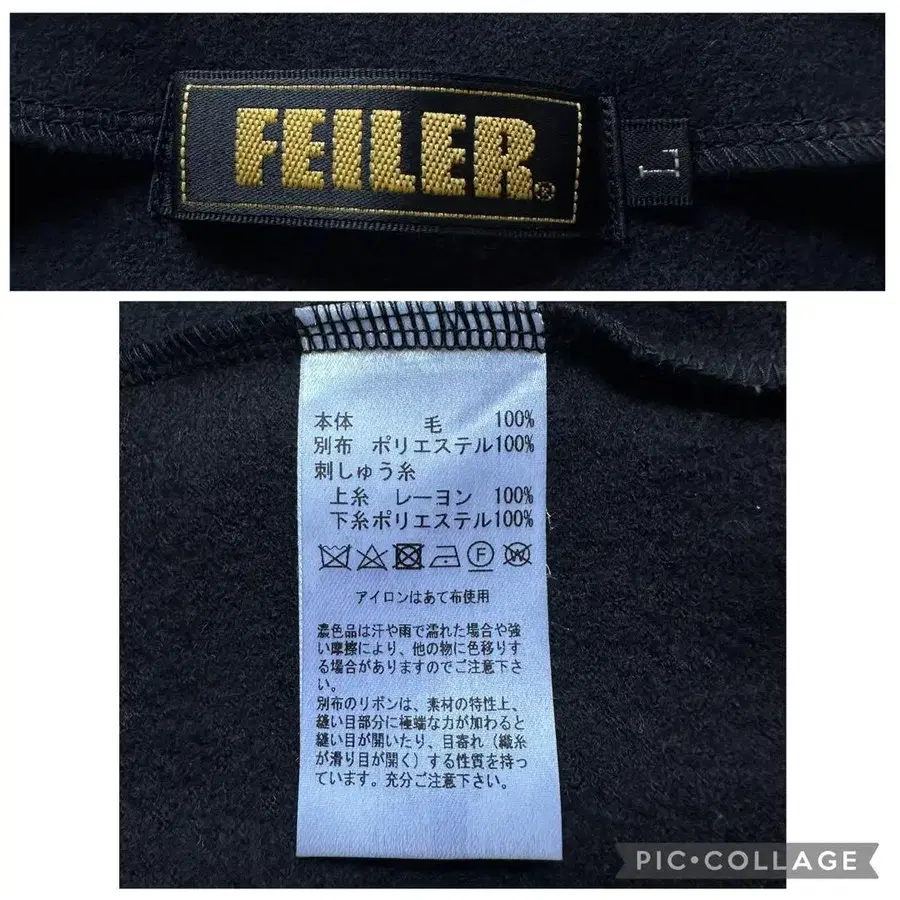 FEILER®
L
本体 毛 100%
別布 ポリエステル100%
刺しゅう糸
上糸 レーヨン 100%
下糸ポリエステル100%
F W
アイロンはあて布使用
濃色品は汗や雨で濡れた場合や強
い摩擦により、他の物に色移りす
る場合がありますのでご注意下さ
い。
別布のリボンは、素材の特性上、
縫い目部分に極端な力が加わると
縫い目が開いたり、目寄れ（織糸
が滑り目が開く）する性質を持っ
ています。充分ご注意下さい。
PIC•COLLAGE